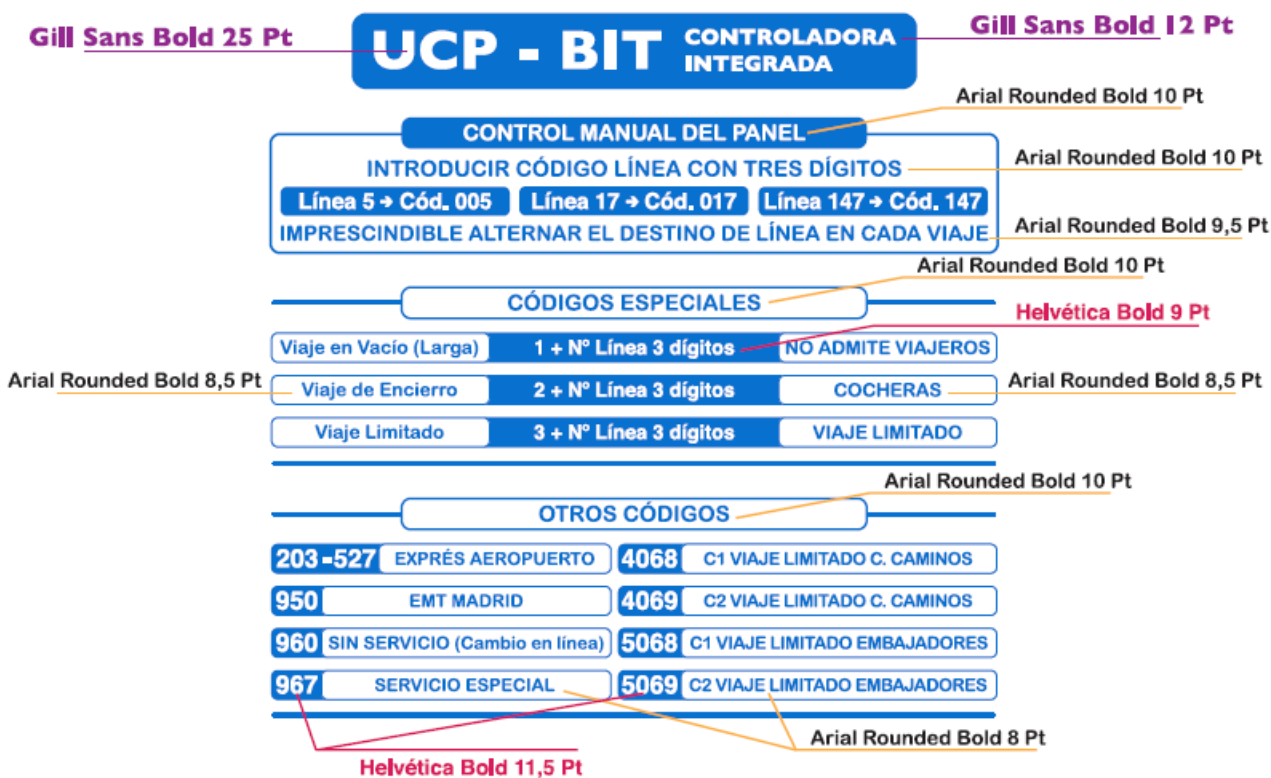 Gill Sans Bold 25 Pt
UCP - BIT CONTROLADORA INTEGRADA
Gill Sans Bold 12 Pt
Arial Rounded Bold 10 Pt
CONTROL MANUAL DEL PANEL
INTRODUCIR CÓDIGO LÍNEA CON TRES DÍGITOS
Arial Rounded Bold 10 Pt
Línea 5 → Cód. 005 Línea 17 → Cód. 017 Línea 147 → Cód. 147
IMPRESCINDIBLE ALTERNAR EL DESTINO DE LÍNEA EN CADA VIAJE
Arial Rounded Bold 9,5 Pt
Arial Rounded Bold 10 Pt
CÓDIGOS ESPECIALES
Helvética Bold 9 Pt
Viaje en Vacío (Larga) 1 + Nº Línea 3 dígitos NO ADMITE VIAJEROS
Arial Rounded Bold 8,5 Pt
Viaje de Encierro 2 + Nº Línea 3 dígitos COCHERAS
Arial Rounded Bold 8,5 Pt
Viaje Limitado 3 + Nº Línea 3 dígitos VIAJE LIMITADO
Arial Rounded Bold 10 Pt
OTROS CÓDIGOS
203-527 EXPRÉS AEROPUERTO 4068 C1 VIAJE LIMITADO C. CAMINOS
950 EMT MADRID 4069 C2 VIAJE LIMITADO C. CAMINOS
960 SIN SERVICIO (Cambio en línea) 5068 C1 VIAJE LIMITADO EMBAJADORES
967 SERVICIO ESPECIAL 5069 C2 VIAJE LIMITADO EMBAJADORES
Arial Rounded Bold 8 Pt
Helvética Bold 11,5 Pt